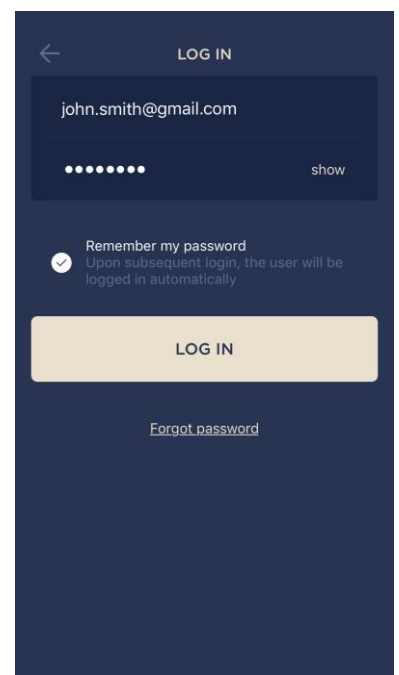 LOG IN
john.smith@gmail.com
●●●●●●●● show
Remember my password
Upon subsequent login, the user will be
logged in automatically
LOG IN
Forgot password